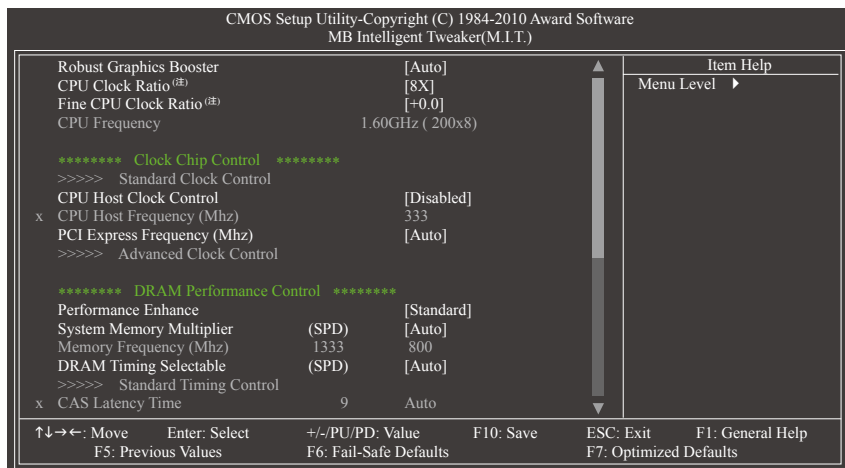 CMOS Setup Utility-Copyright (C) 1984-2010 Award Software
MB Intelligent Tweaker(M.I.T.)
Robust Graphics Booster [Auto]
CPU Clock Ratio (注) [8X]
Fine CPU Clock Ratio (注) [+0.0]
CPU Frequency 1.60GHz ( 200x8)
******** Clock Chip Control ********
>>>>> Standard Clock Control
CPU Host Clock Control [Disabled]
x CPU Host Frequency (Mhz) 333
PCI Express Frequency (Mhz) [Auto]
>>>>> Advanced Clock Control
******** DRAM Performance Control ********
Performance Enhance [Standard]
System Memory Multiplier (SPD) [Auto]
Memory Frequency (Mhz) 1333 800
DRAM Timing Selectable (SPD) [Auto]
>>>>> Standard Timing Control
x CAS Latency Time 9 Auto
Item Help
Menu Level ▶
↑↓→←: Move Enter: Select +/-/PU/PD: Value F10: Save ESC: Exit F1: General Help
F5: Previous Values F6: Fail-Safe Defaults F7: Optimized Defaults